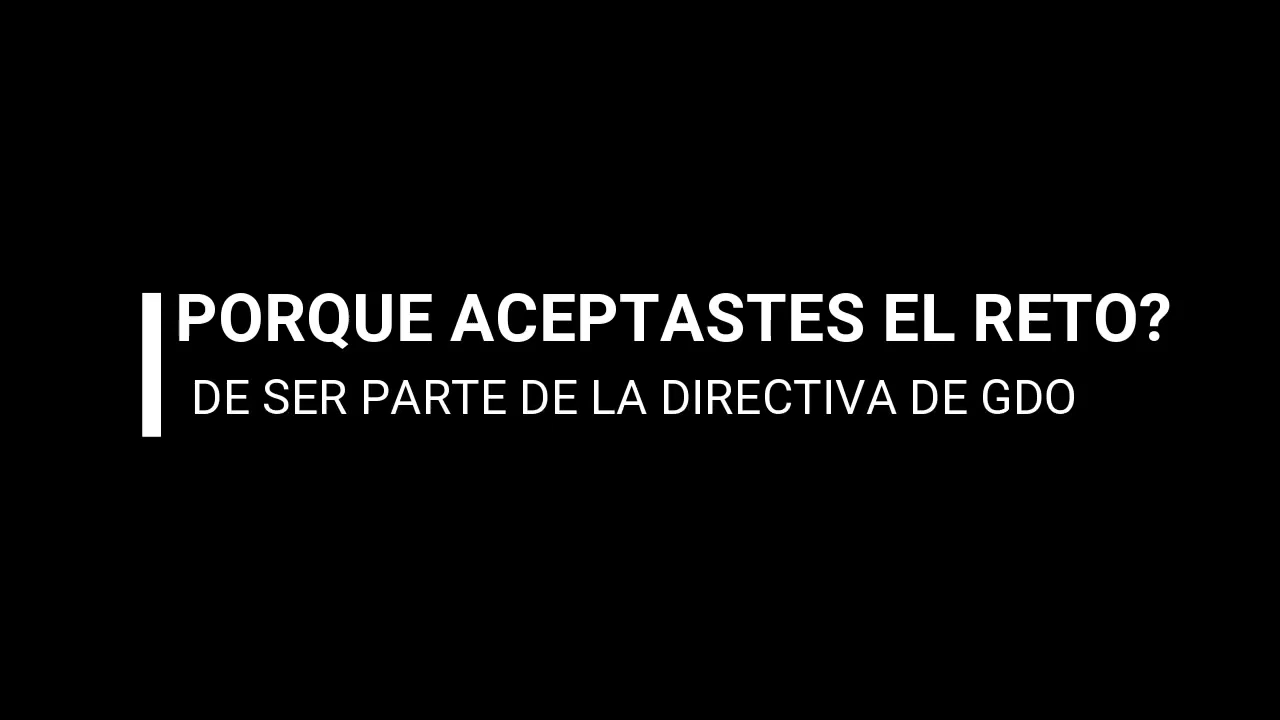 PORQUE ACEPTASTES EL RETO?
DE SER PARTE DE LA DIRECTIVA DE GDO